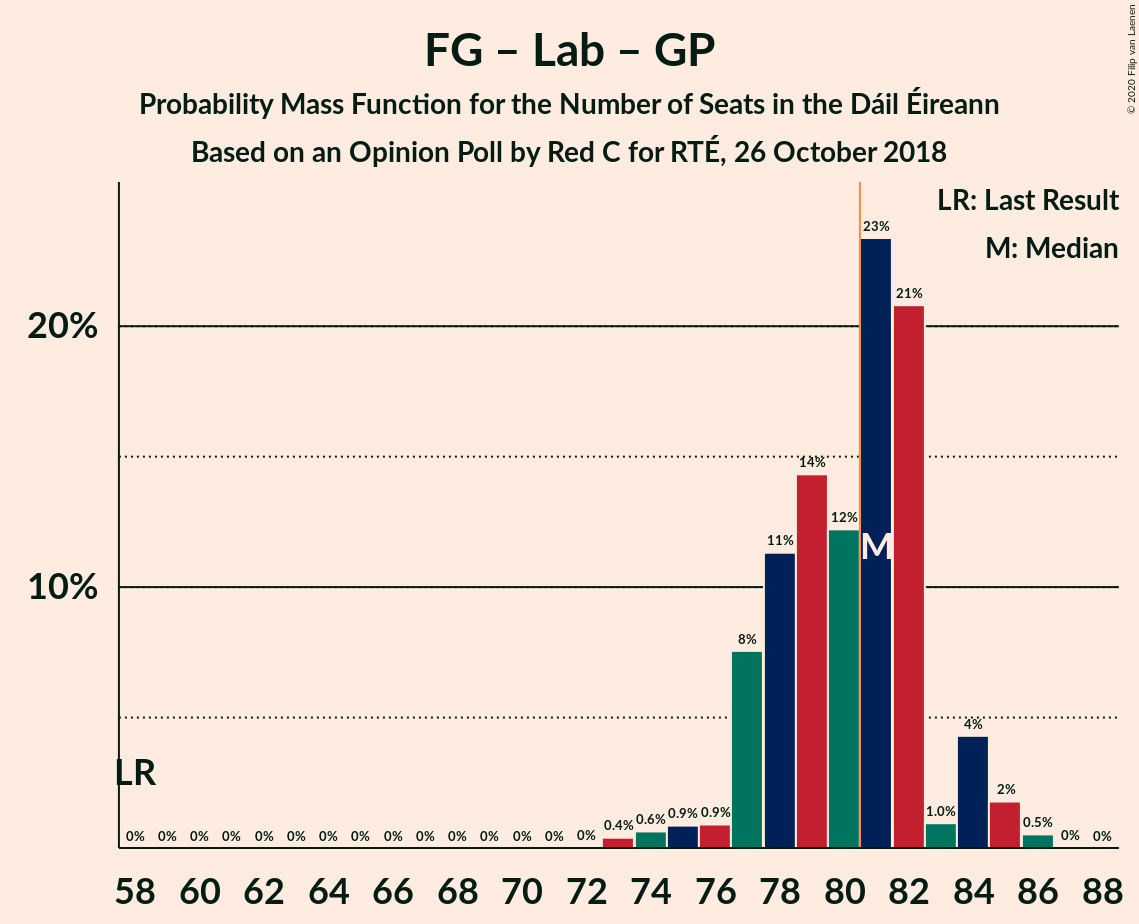 FG – Lab – GP
Probability Mass Function for the Number of Seats in the Dáil Éireann
Based on an Opinion Poll by Red C for RTÉ, 26 October 2018
© 2020 Filip van Laenen
LR: Last Result
M: Median
20%
10%
LR
M
0% 0% 0% 0% 0% 0% 0% 0% 0% 0% 0% 0% 0% 0% 0% 0.4% 0.6% 0.9% 0.9% 8% 11% 14% 12% 23% 21% 1.0% 4% 2% 0.5% 0% 0%
58 60 62 64 66 68 70 72 74 76 78 80 82 84 86 88